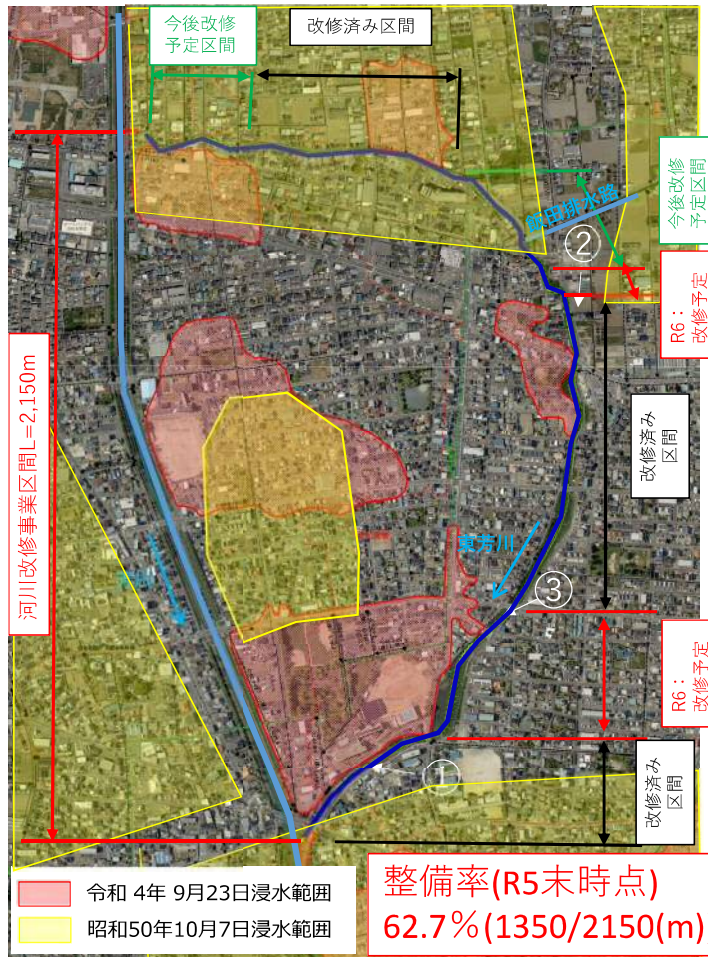 今後改修
予定区間
改修済み区間
今後改修
予定区間
飯田排水路
②
R6：
改修予定
河川改修事業区間L=2,150m
改修済み
区間
東芳川
③
R6：
改修予定
①
改修済み
区間
令和 4年 9月23日浸水範囲
昭和50年10月7日浸水範囲
整備率(R5末時点)
62.7％(1350/2150(m)